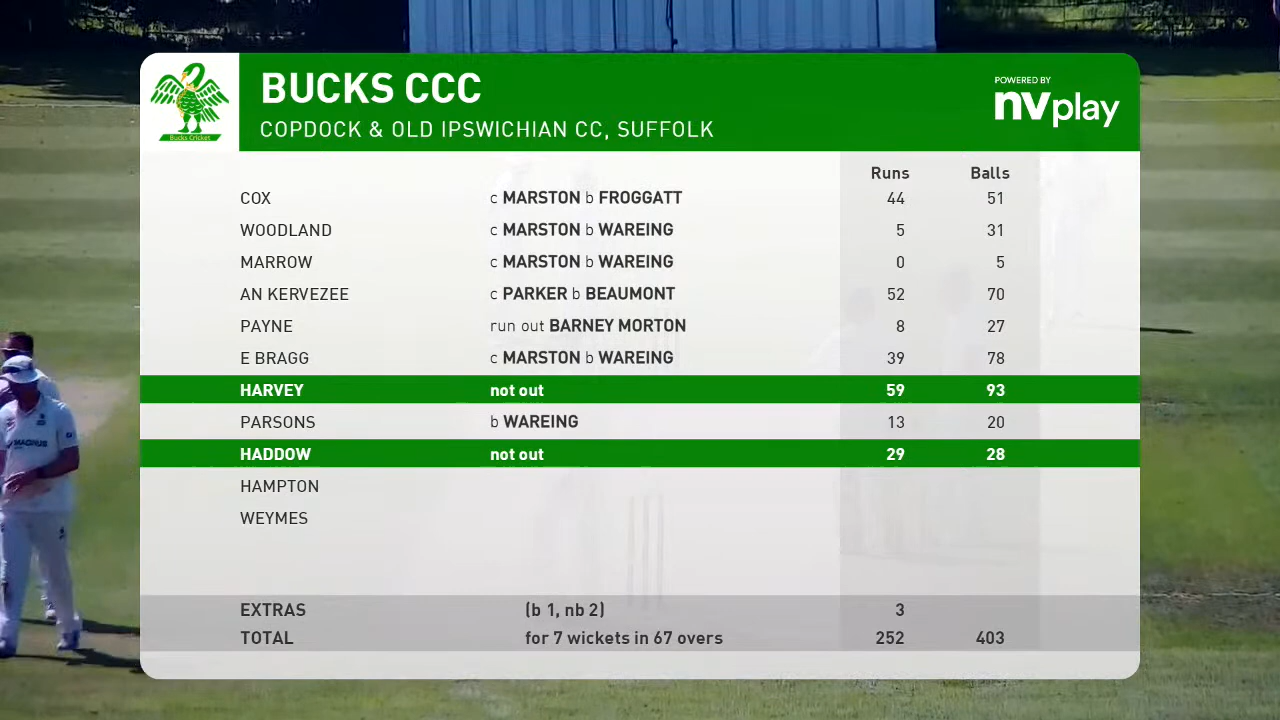 BUCKS CCC
COPDOCK & OLD IPSWICHIAN CC, SUFFOLK
POWERED BY
nvplay
Bucks Cricket
Runs Balls
COX c MARSTON b FROGGATT 44 51
WOODLAND c MARSTON b WAREING 5 31
MARROW c MARSTON b WAREING 0 5
AN KERVEZEE c PARKER b BEAUMONT 52 70
PAYNE run out BARNEY MORTON 8 27
E BRAGG c MARSTON b WAREING 39 78
HARVEY not out 59 93
PARSONS b WAREING 13 20
HADDOW not out 29 28
HAMPTON
WEYMES
EXTRAS (b 1, nb 2) 3
TOTAL for 7 wickets in 67 overs 252 403
MAGNUS